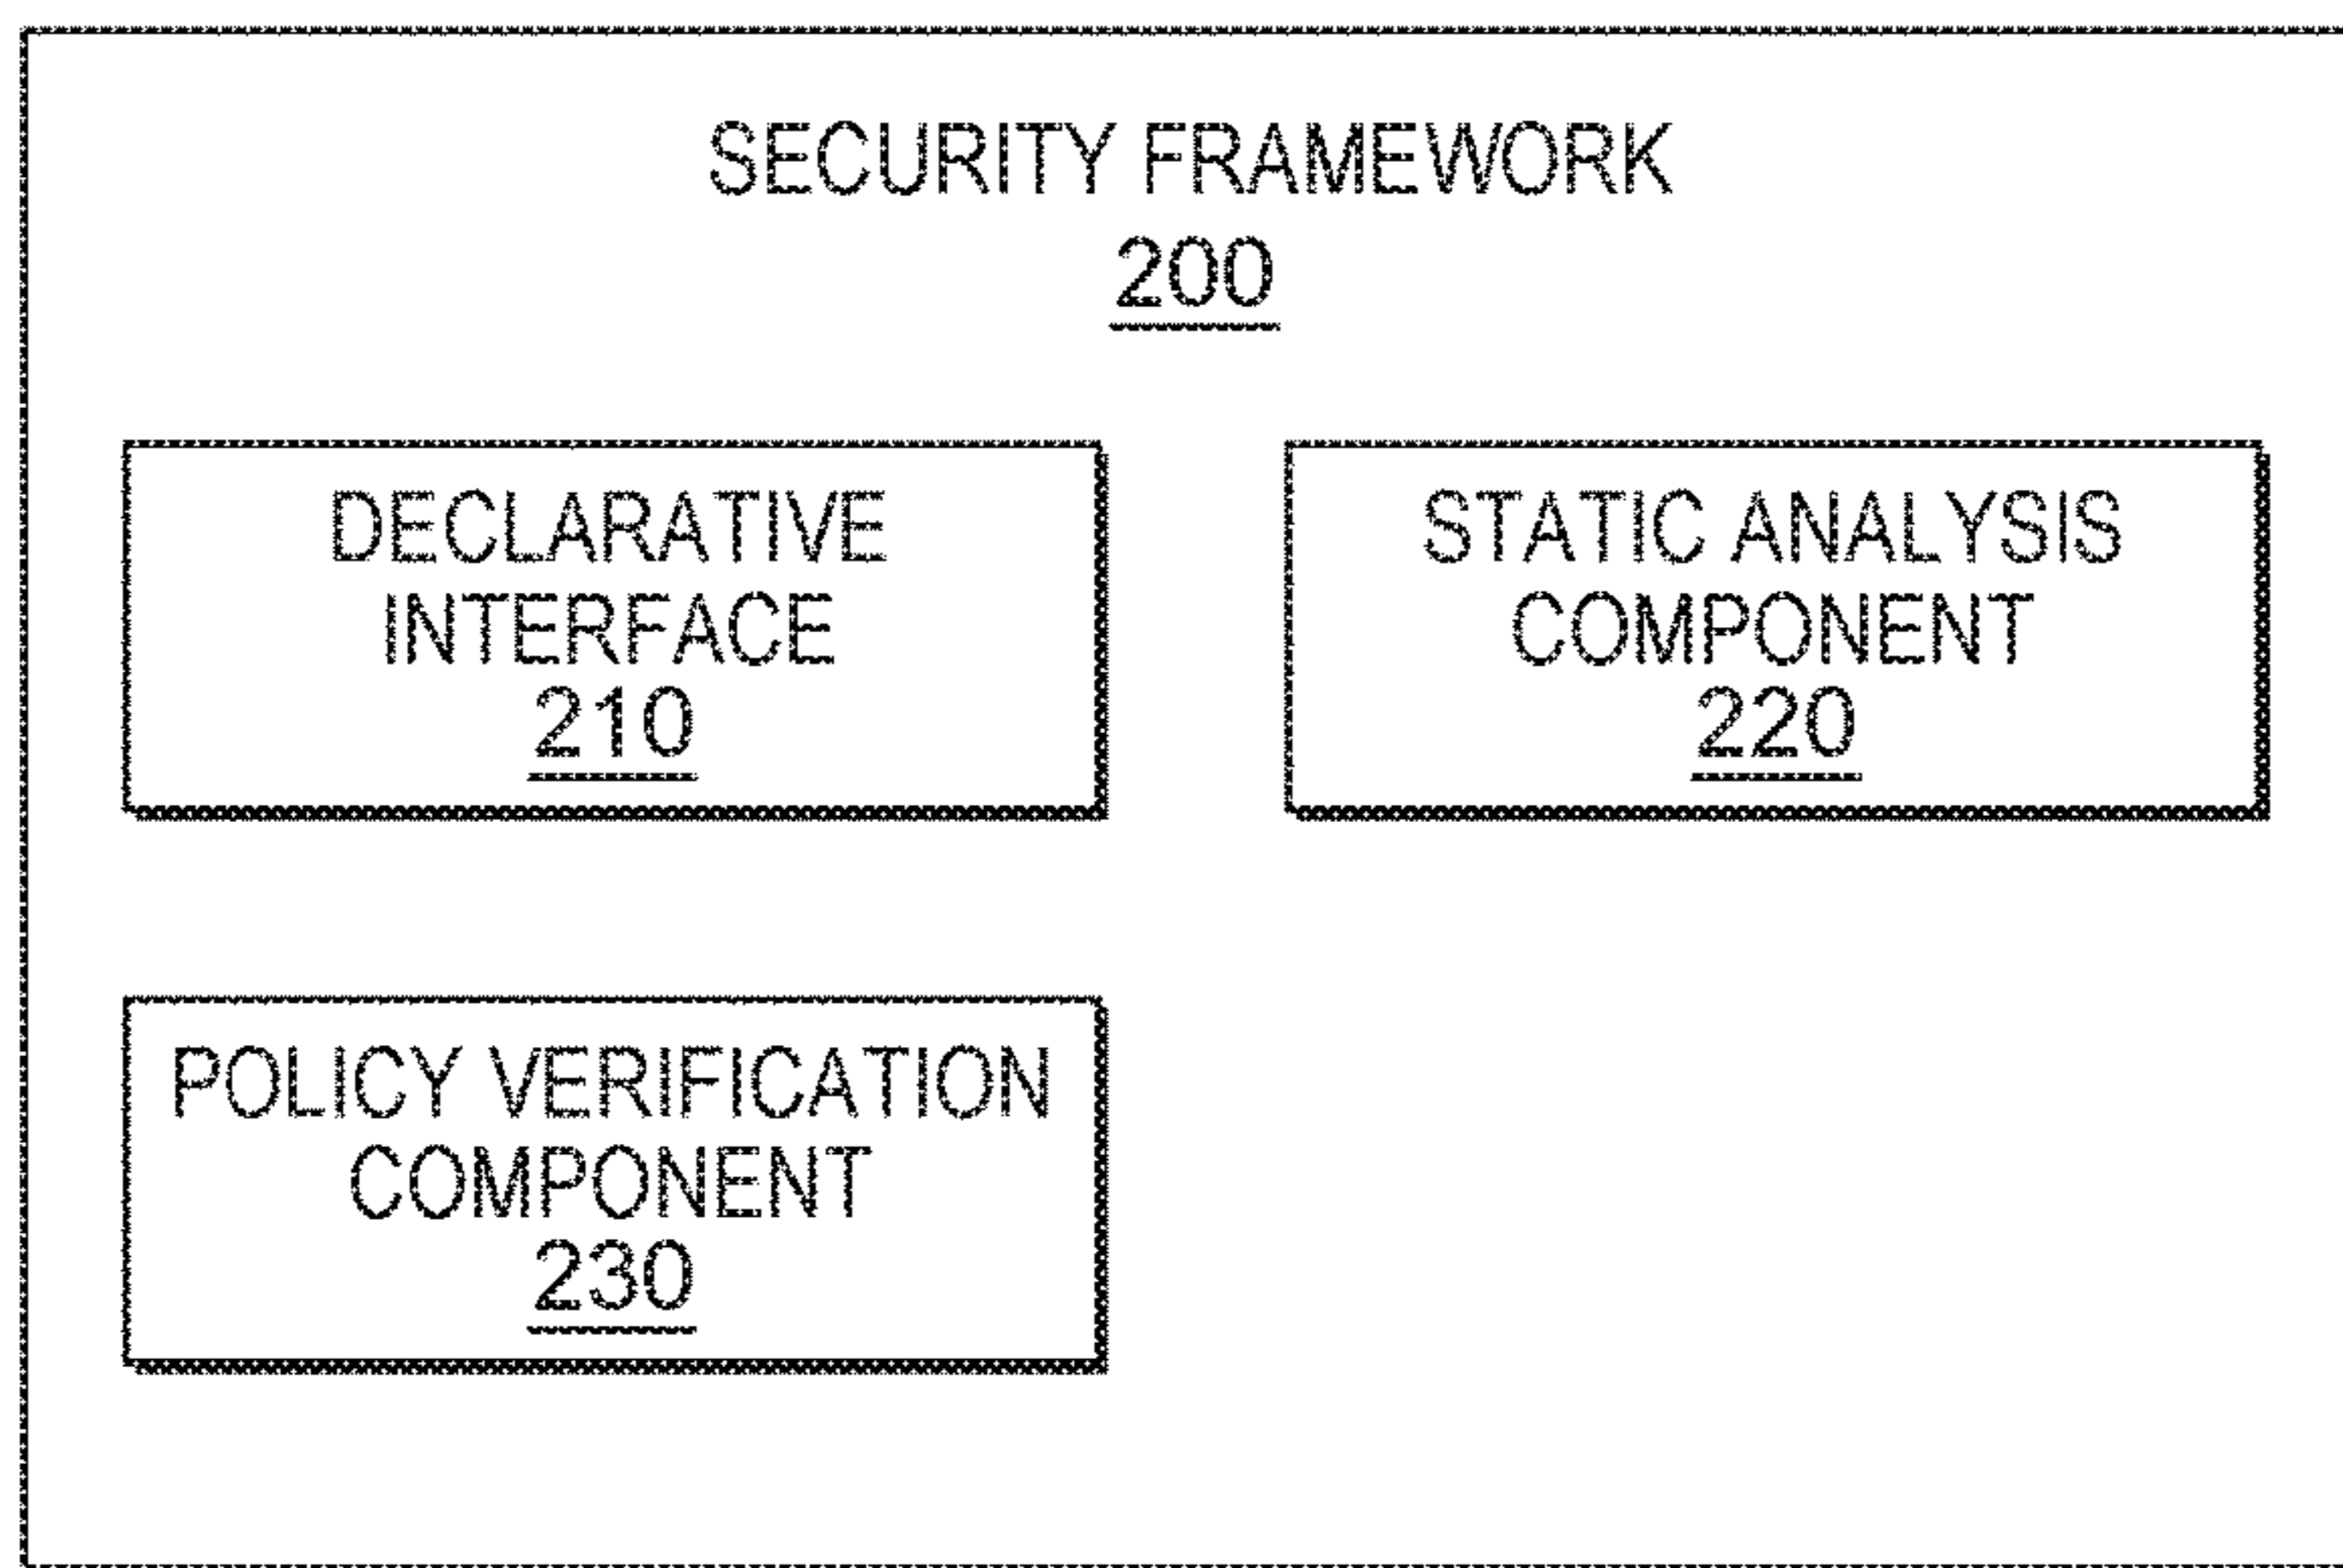 SECURITY FRAMEWORK
200
DECLARATIVE
INTERFACE
210
STATIC ANALYSIS
COMPONENT
220
POLICY VERIFICATION
COMPONENT
230